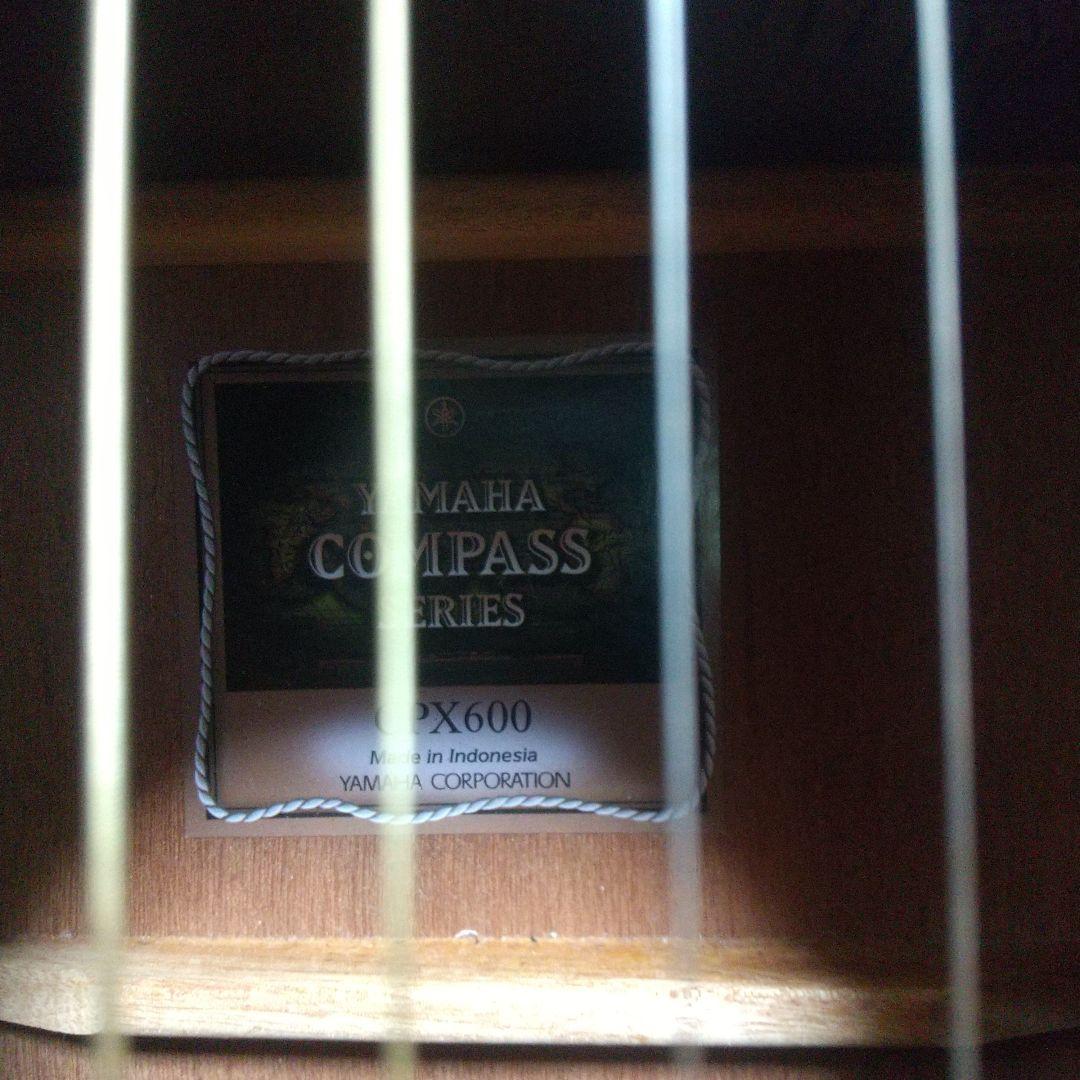 YAMAHA
COMPASS
SERIES
CPX600
Made in Indonesia
YAMAHA CORPORATION